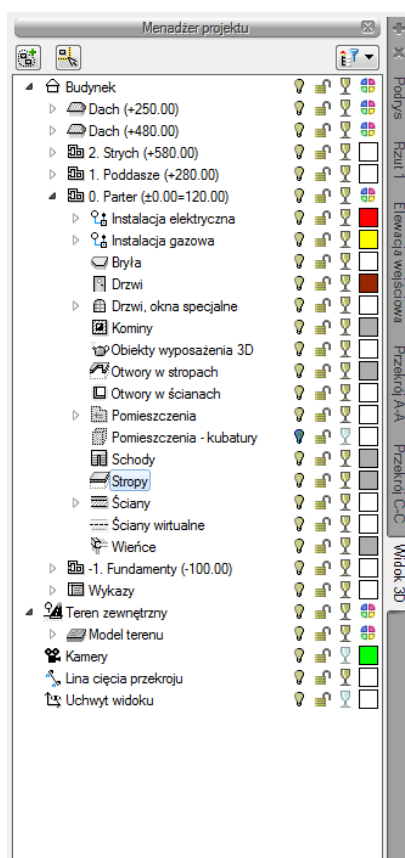 Menadżer projektu
Budynek
Dach (+250.00)
Dach (+480.00)
2. Strych (+580.00)
1. Poddasze (+280.00)
0. Parter (±0.00=120.00)
Instalacja elektryczna
Instalacja gazowa
Bryła
Drzwi
Drzwi, okna specjalne
Kominy
Obiekty wyposażenia 3D
Otwory w stropach
Otwory w ścianach
Pomieszczenia
Pomieszczenia - kubatury
Schody
Stropy
Ściany
Ściany wirtualne
Wieńce
-1. Fundamenty (-100.00)
Wykazy
Teren zewnętrzny
Model terenu
Kamery
Lina cięcia przekroju
Uchwyt widoku
Podrys
Rzut 1
Elewacja wejściowa
Przekrój A-A
Przekrój C-C
Widok 3D